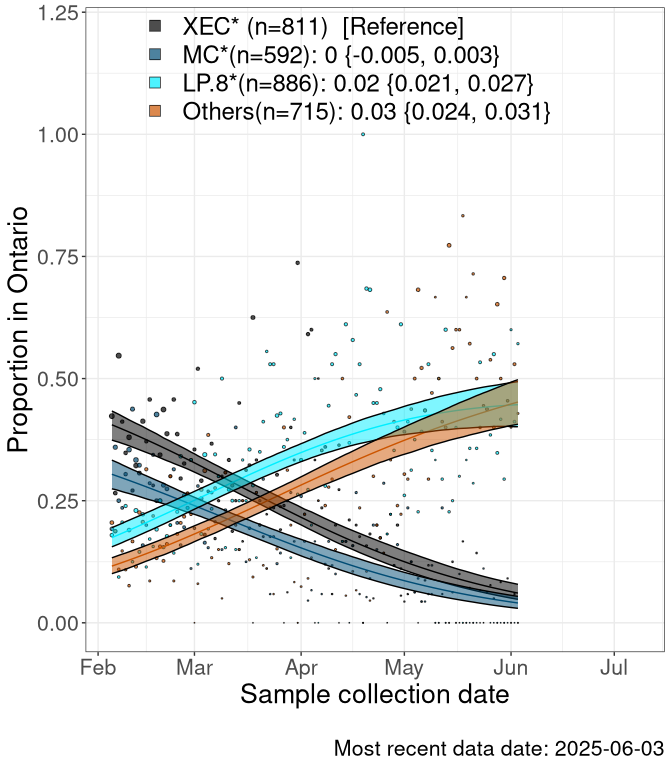 XEC* (n=811) [Reference]
MC*(n=592): 0 {-0.005, 0.003}
LP.8*(n=886): 0.02 {0.021, 0.027}
Others(n=715): 0.03 {0.024, 0.031}
1.25
1.00
0.75
0.50
0.25
0.00
Proportion in Ontario
Feb Mar Apr May Jun Jul
Sample collection date
Most recent data date: 2025-06-03